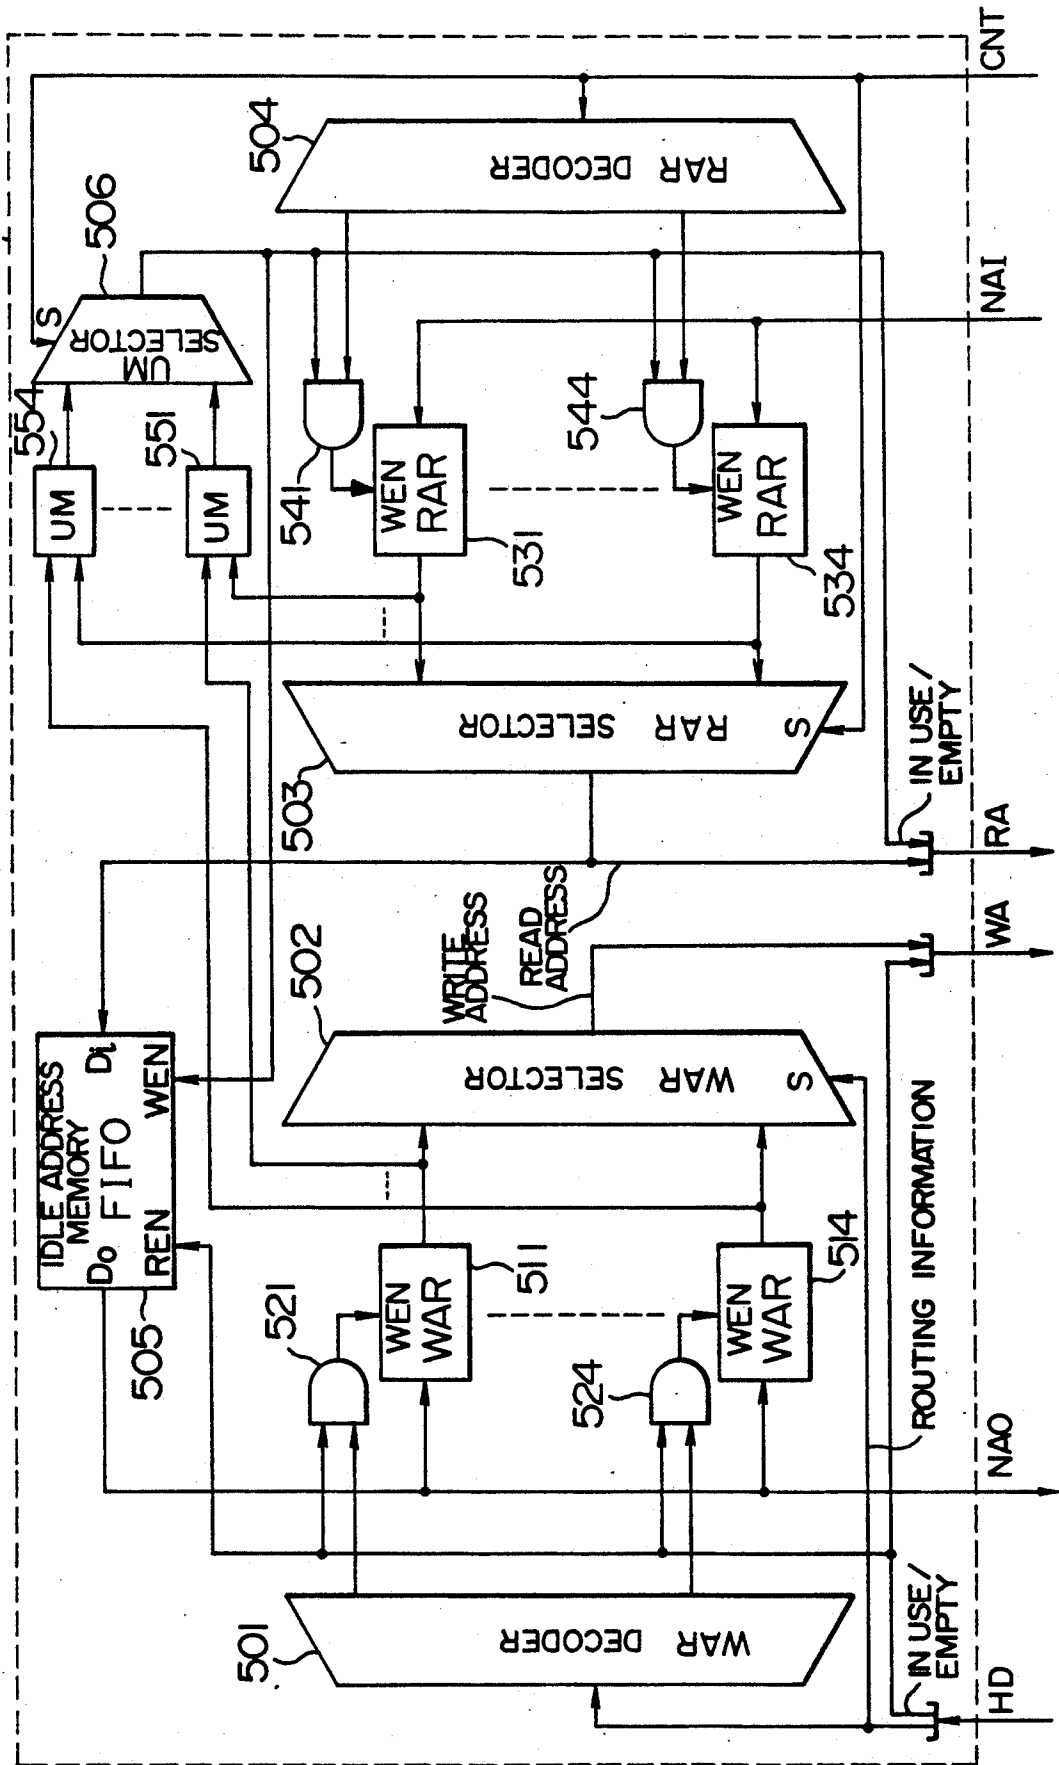 CNT
504
RAR DECODER
506
S
UM
SELECTOR
NAI
554
551
UM
UM
541
544
WEN
RAR
531
WEN
RAR
534
503
RAR SELECTOR
S
IN USE/
EMPTY
RA
WRITE
ADDRESS
READ
ADDRESS
WA
502
WAR SELECTOR
S
IDLE ADDRESS
MEMORY
FIFO
Di
Do
WEN
REN
505
521
524
WEN
WAR
511
WEN
WAR
514
ROUTING INFORMATION
NAO
501
WAR DECODER
IN USE/
EMPTY
HD